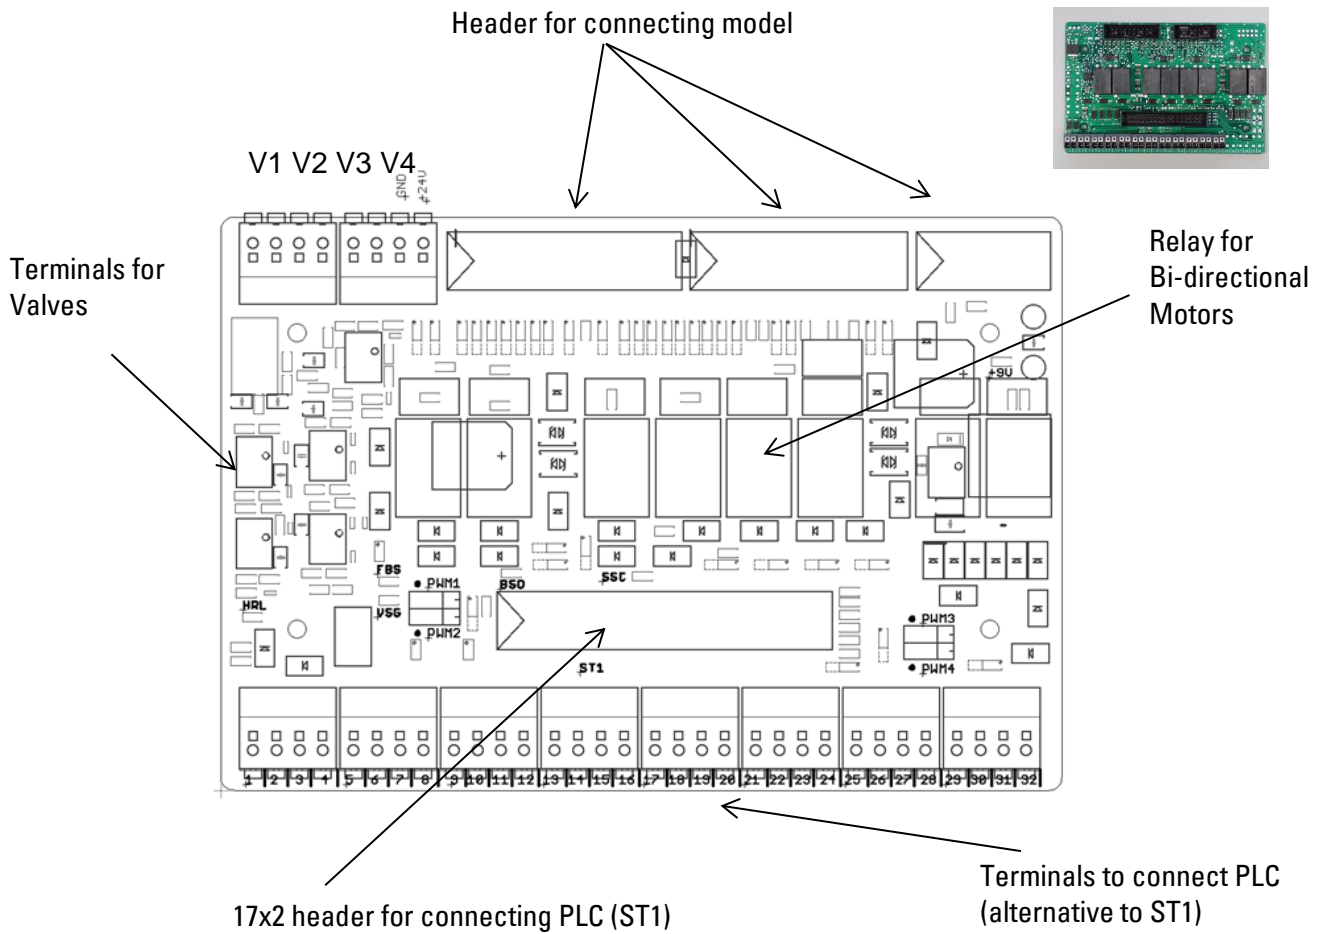 Header for connecting model
V1 V2 V3 V4
GND
+24V
Terminals for
Valves
Relay for
Bi-directional
Motors
+9V
FBS
PWM1
BSO
SSC
HRL
VSG
PWM2
PWM3
ST1
PWM4
1 2 3 4 5 6 7 8 9 10 11 12 13 14 15 16 17 18 19 20 21 22 23 24 25 26 27 28 29 30 31 32
Terminals to connect PLC
(alternative to ST1)
17x2 header for connecting PLC (ST1)